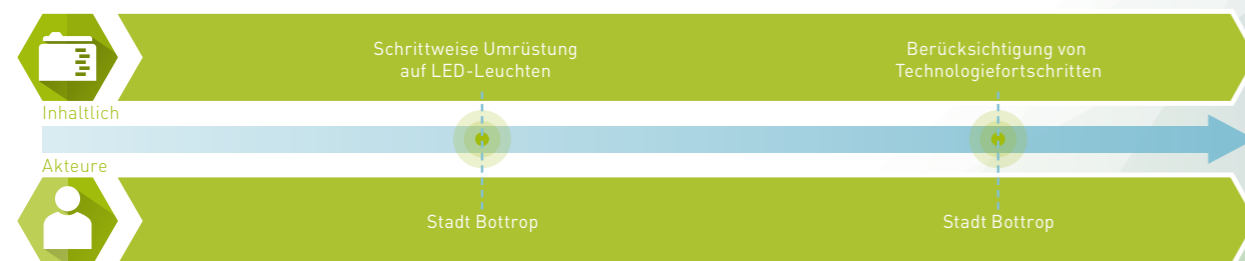 Schrittweise Umrüstung
auf LED-Leuchten
Berücksichtigung von
Technologiefortschritten
Inhaltlich
Akteure
Stadt Bottrop
Stadt Bottrop